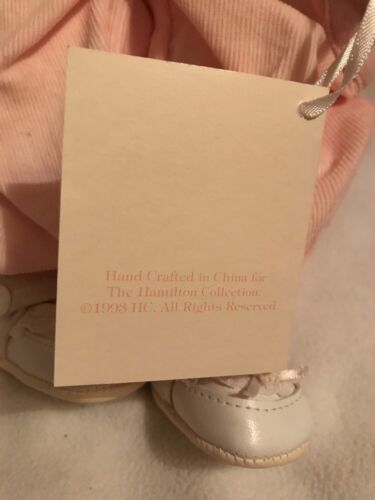 Hand Crafted in China for
The Hamilton Collection.
©1993 HC. All Rights Reserved.